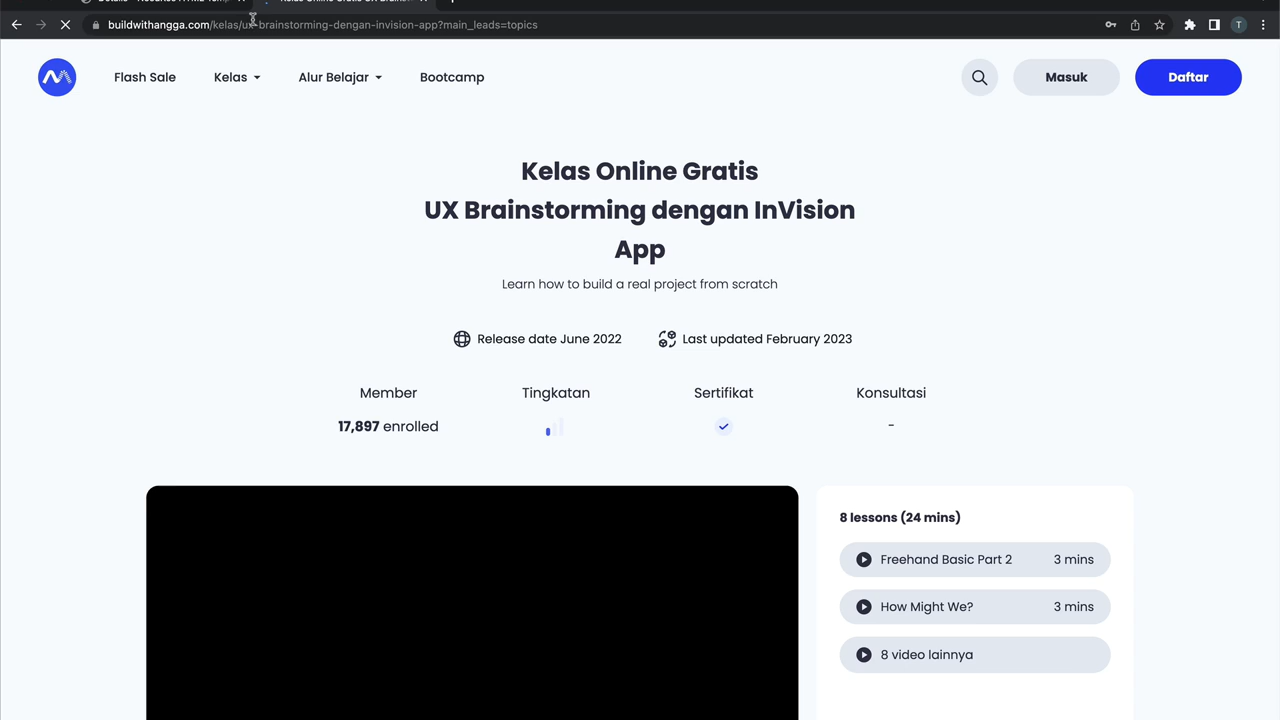 buildwithangga.com/kelas/ux-brainstorming-dengan-invision-app?main_leads=topics
T
Flash Sale
Kelas
Alur Belajar
Bootcamp
Masuk
Daftar
Kelas Online Gratis
UX Brainstorming dengan InVision
App
Learn how to build a real project from scratch
Release date June 2022
Last updated February 2023
Member
Tingkatan
Sertifikat
Konsultasi
17,897 enrolled
-
8 lessons (24 mins)
Freehand Basic Part 2
3 mins
How Might We?
3 mins
8 video lainnya